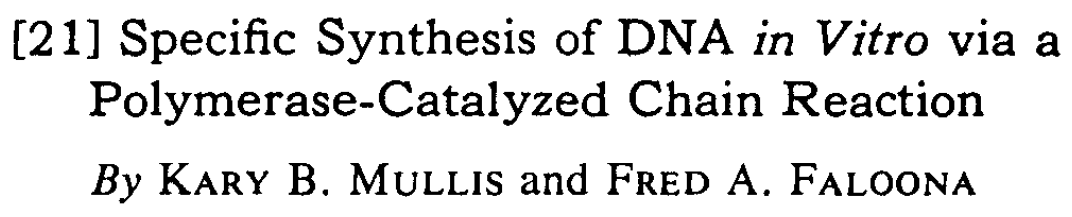 [21] Specific Synthesis of DNA in Vitro via a
Polymerase-Catalyzed Chain Reaction
By KARY B. MULLIS and FRED A. FALOONA